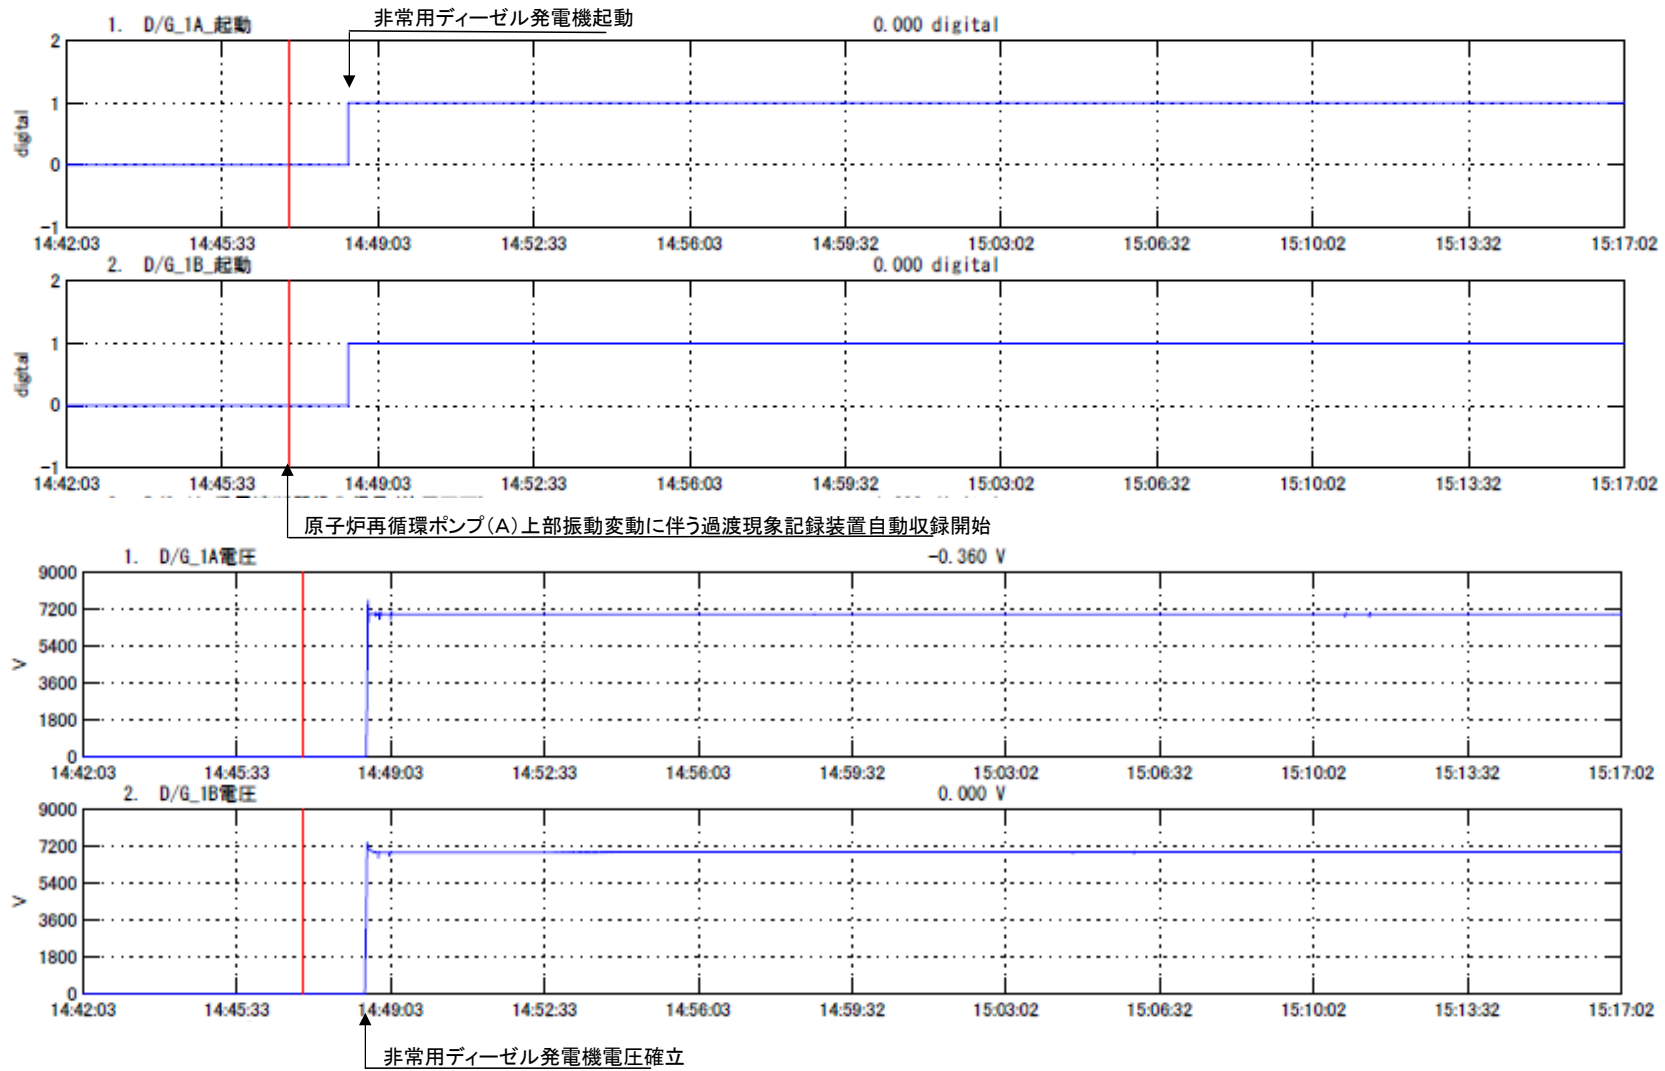 非常用ディーゼル発電機起動
1. D/G_1A_起動 0.000 digital
2
1
0
-1
digital
14:42:03 14:45:33 14:49:03 14:52:33 14:56:03 14:59:32 15:03:02 15:06:32 15:10:02 15:13:32 15:17:02
2. D/G_1B_起動 0.000 digital
2
1
0
-1
digital
14:42:03 14:45:33 14:49:03 14:52:33 14:56:03 14:59:32 15:03:02 15:06:32 15:10:02 15:13:32 15:17:02
原子炉再循環ポンプ(A)上部振動変動に伴う過渡現象記録装置自動収録開始
1. D/G_1A電圧 -0.360 V
9000
7200
5400
3600
1800
0
V
14:42:03 14:45:33 14:49:03 14:52:33 14:56:03 14:59:32 15:03:02 15:06:32 15:10:02 15:13:32 15:17:02
2. D/G_1B電圧 0.000 V
9000
7200
5400
3600
1800
0
V
14:42:03 14:45:33 14:49:03 14:52:33 14:56:03 14:59:32 15:03:02 15:06:32 15:10:02 15:13:32 15:17:02
非常用ディーゼル発電機電圧確立